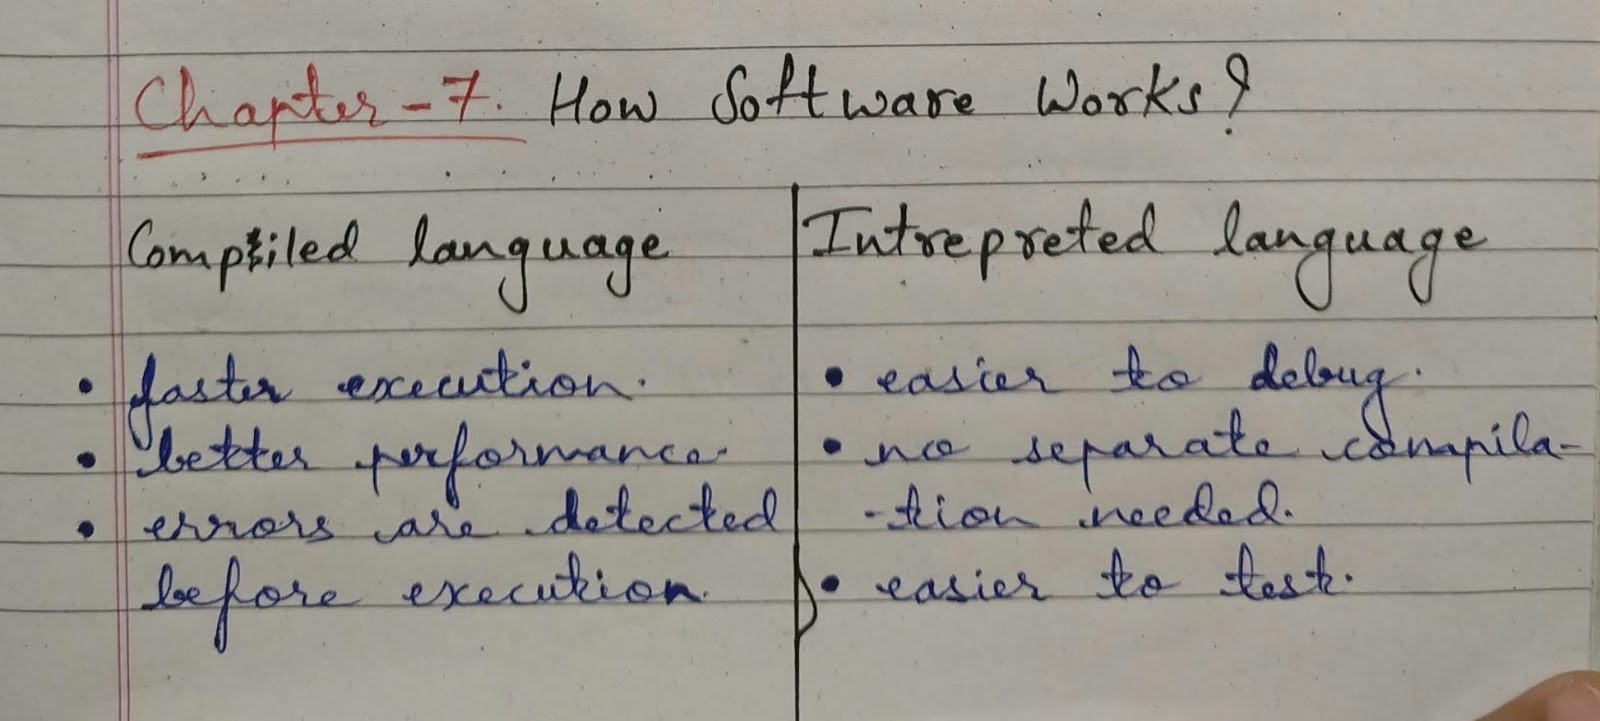 Chapter-7. How Software Works?
Compiled language
Intrepreted language
• faster execution.
• better performance.
• errors are detected
before execution.
• easier to debug.
• no separate compila-
-tion needed.
• easier to test.